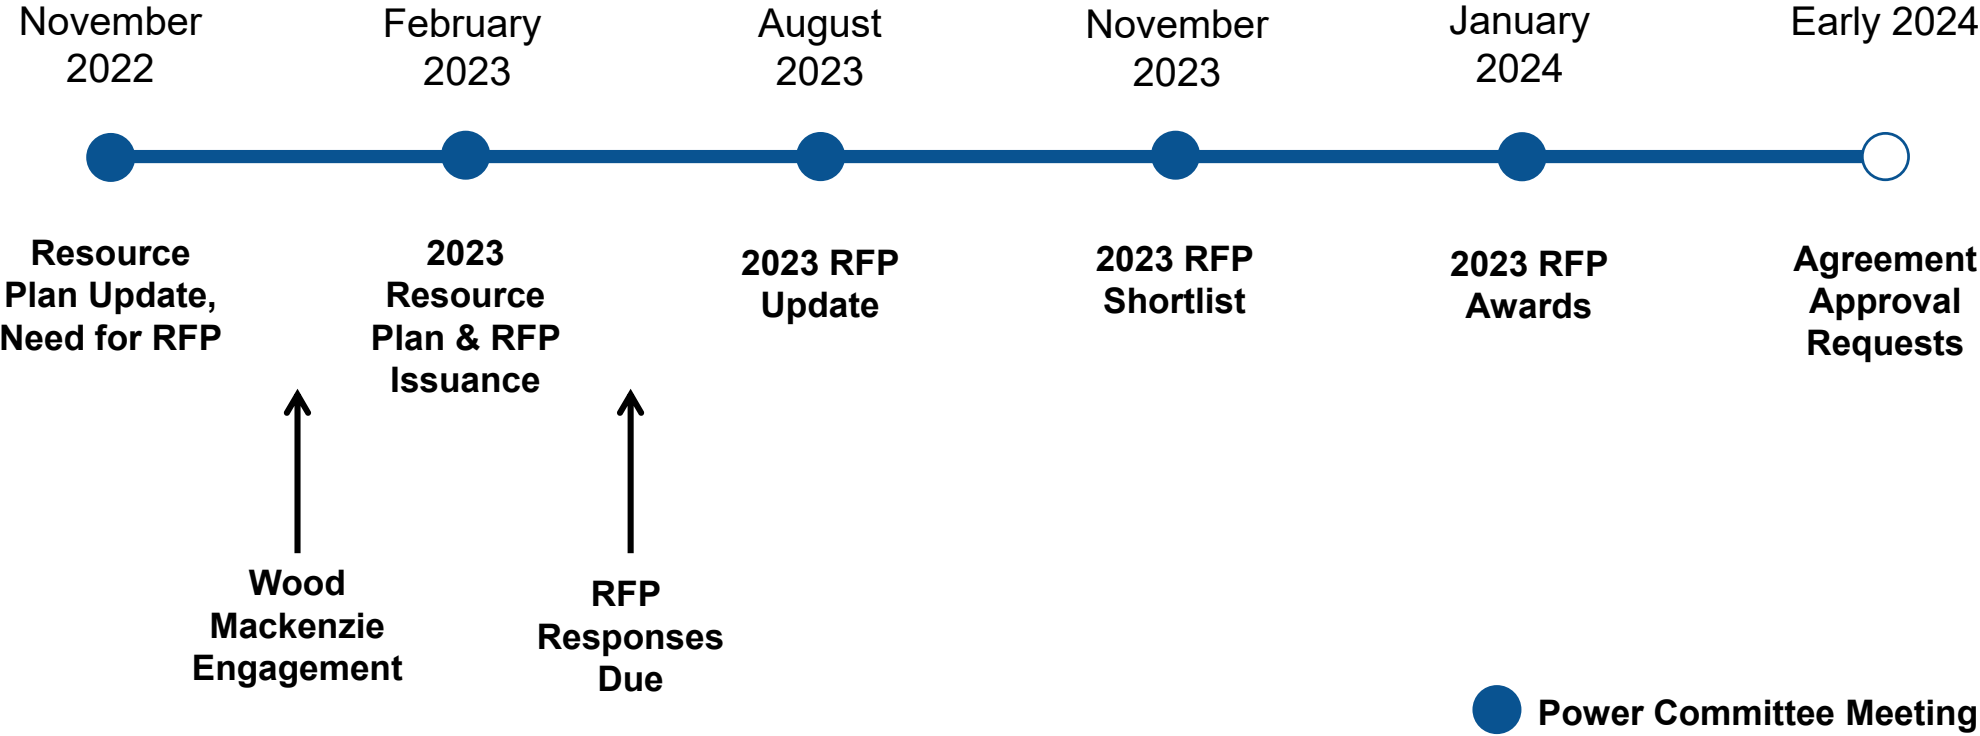 November
2022
February
2023
August
2023
November
2023
January
2024
Early 2024
Resource
Plan Update,
Need for RFP
2023
Resource
Plan & RFP
Issuance
2023 RFP
Update
2023 RFP
Shortlist
2023 RFP
Awards
Agreement
Approval
Requests
Wood
Mackenzie
Engagement
RFP
Responses
Due
Power Committee Meeting